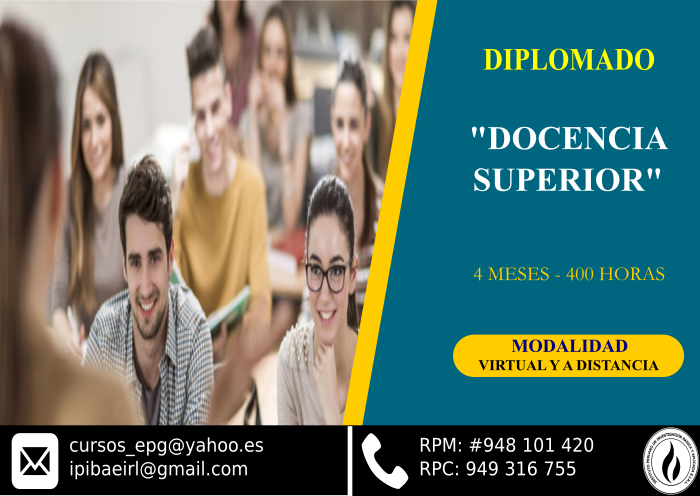 DIPLOMADO
"DOCENCIA
SUPERIOR"
4 MESES - 400 HORAS
MODALIDAD
VIRTUAL Y A DISTANCIA
cursos_epg@yahoo.es
ipibaeirl@gmail.com
RPM: #948 101 420
RPC: 949 316 755